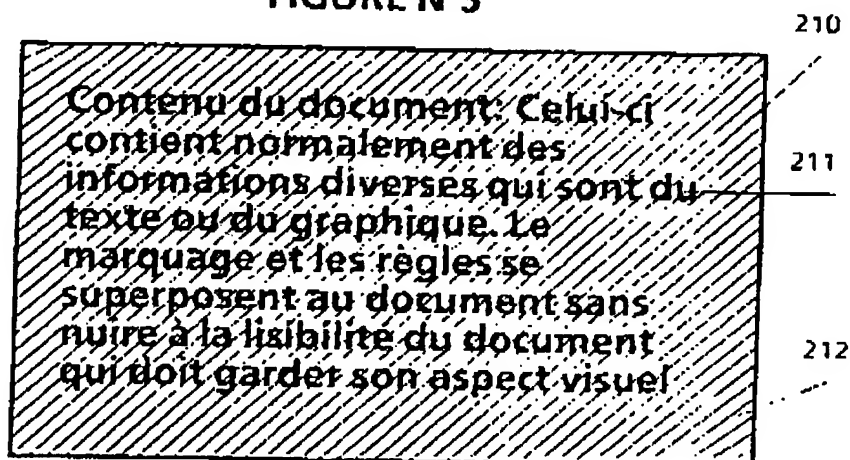 FIGURE N 3
210
Contenu du document: Celui-ci
contient normalement des
informations diverses qui sont du
211
texte ou du graphique. Le
marquage et les règles se
superposent au document sans
nuire à la lisibilité du document
212
qui doit garder son aspect visuel